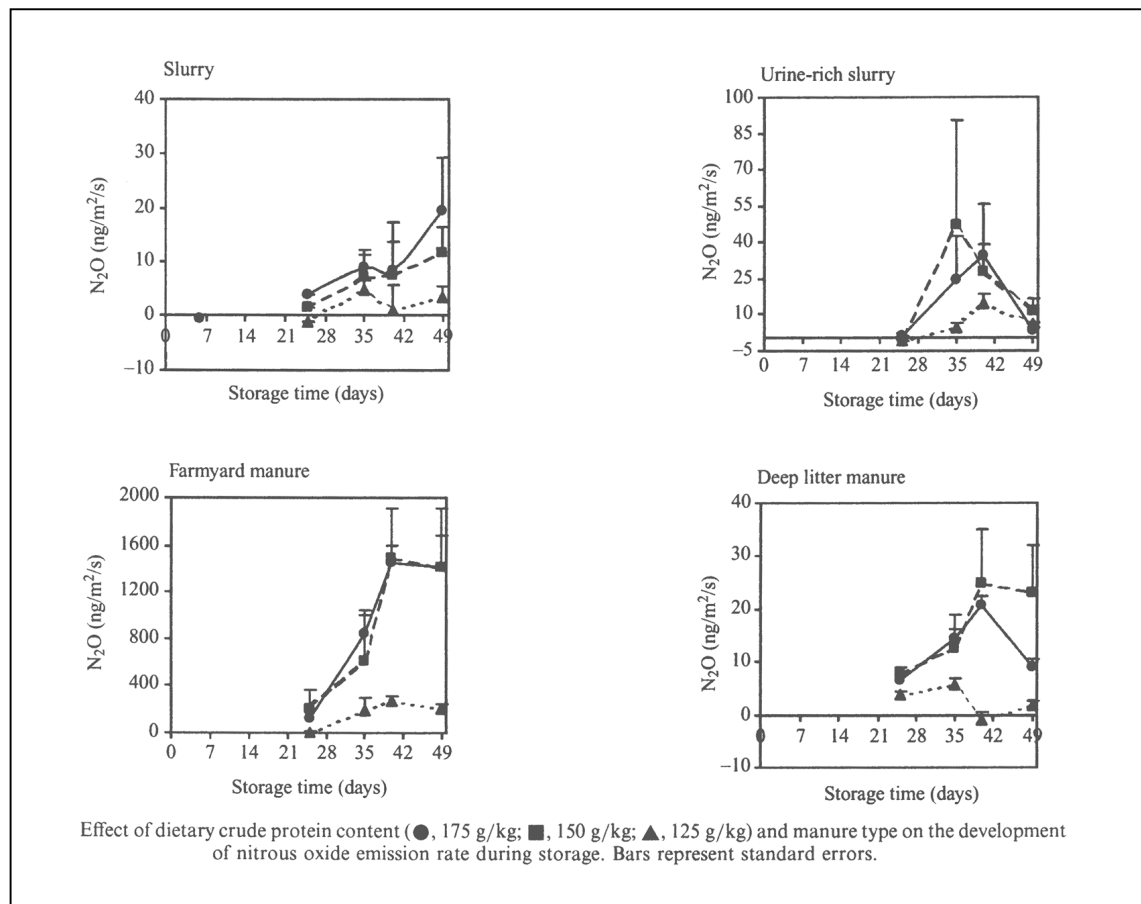 Slurry
40
30
20
10
0
−10
N₂O (ng/m²/s)
0 7 14 21 28 35 42 49
Storage time (days)
Urine-rich slurry
100
85
70
55
40
25
10
−5
N₂O (ng/m²/s)
0 7 14 21 28 35 42 49
Storage time (days)
Farmyard manure
2000
1600
1200
800
400
0
N₂O (ng/m²/s)
0 7 14 21 28 35 42 49
Storage time (days)
Deep litter manure
40
30
20
10
0
−10
N₂O (ng/m²/s)
0 7 14 21 28 35 42 49
Storage time (days)
Effect of dietary crude protein content (●, 175 g/kg; ■, 150 g/kg; ▲, 125 g/kg) and manure type on the development
of nitrous oxide emission rate during storage. Bars represent standard errors.